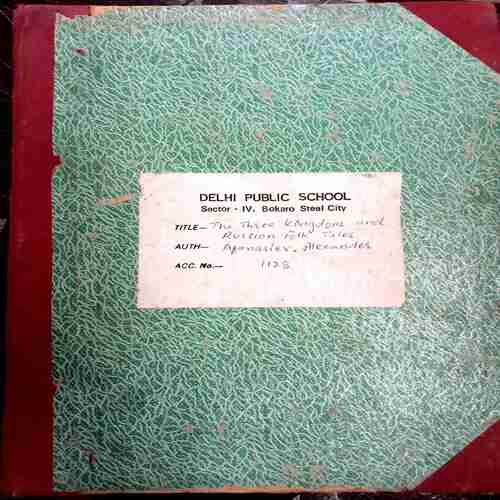 DELHI PUBLIC SCHOOL
Sector - IV, Bokaro Steel City
TITLE— The Three Kingdoms and
Russian Folk Tales
AUTH— Afanasiev, Alexander
ACC. No.— 1128